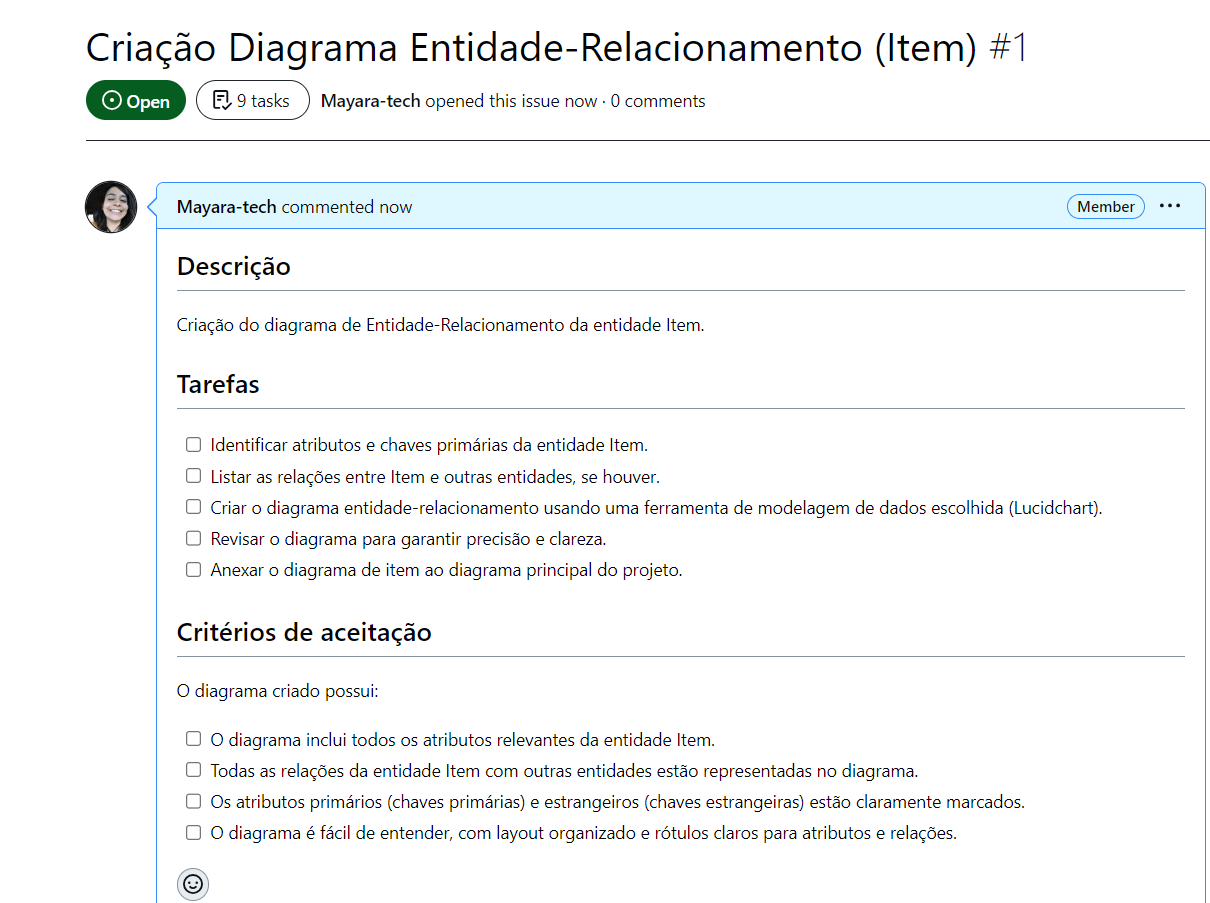 Criação Diagrama Entidade-Relacionamento (Item) #1
Open 9 tasks Mayara-tech opened this issue now · 0 comments
Mayara-tech commented now Member
Descrição
Criação do diagrama de Entidade-Relacionamento da entidade Item.
Tarefas
Identificar atributos e chaves primárias da entidade Item.
Listar as relações entre Item e outras entidades, se houver.
Criar o diagrama entidade-relacionamento usando uma ferramenta de modelagem de dados escolhida (Lucidchart).
Revisar o diagrama para garantir precisão e clareza.
Anexar o diagrama de item ao diagrama principal do projeto.
Critérios de aceitação
O diagrama criado possui:
O diagrama inclui todos os atributos relevantes da entidade Item.
Todas as relações da entidade Item com outras entidades estão representadas no diagrama.
Os atributos primários (chaves primárias) e estrangeiros (chaves estrangeiras) estão claramente marcados.
O diagrama é fácil de entender, com layout organizado e rótulos claros para atributos e relações.